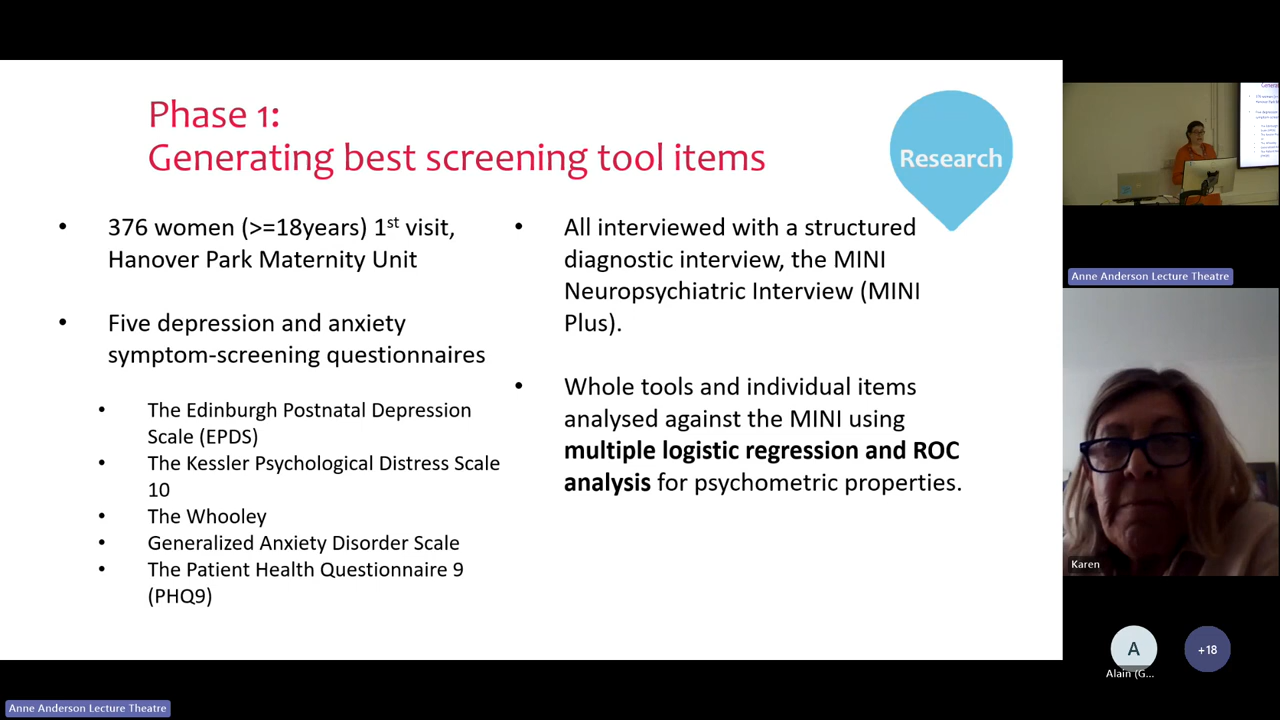 Phase 1:
Generating best screening tool items
Research
• 376 women (>=18years) 1st visit,
Hanover Park Maternity Unit
• Five depression and anxiety
symptom-screening questionnaires
• The Edinburgh Postnatal Depression
Scale (EPDS)
• The Kessler Psychological Distress Scale
10
• The Whooley
• Generalized Anxiety Disorder Scale
• The Patient Health Questionnaire 9
(PHQ9)
• All interviewed with a structured
diagnostic interview, the MINI
Neuropsychiatric Interview (MINI
Plus).
• Whole tools and individual items
analysed against the MINI using
multiple logistic regression and ROC
analysis for psychometric properties.
Anne Anderson Lecture Theatre
Karen
A
Alain (G...
+18
Anne Anderson Lecture Theatre